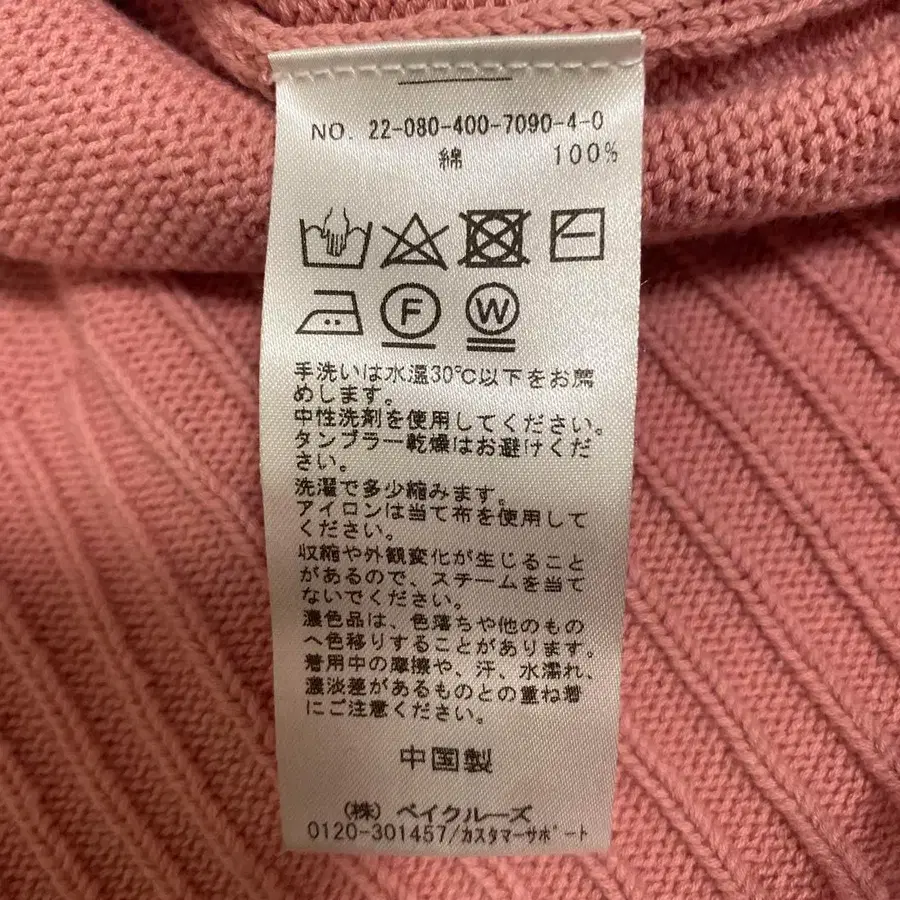 NO. 22-080-400-7090-4-0
綿 100%
F W
手洗いは水温30℃以下をお薦
めします。
中性洗剤を使用してください。
タンブラー乾燥はお避けくだ
さい。
洗濯で多少縮みます。
アイロンは当て布を使用して
ください。
収縮や外観変化が生じること
があるので、スチームを当て
ないでください。
濃色品は、色落ちや他のもの
へ色移りすることがあります。
着用中の摩擦や、汗、水濡れ、
濃淡差があるものとの重ね着
にご注意ください。
中国製
（株）ベイクルーズ
0120-301457/ｶｽﾀﾏｰｻﾎﾟｰﾄ